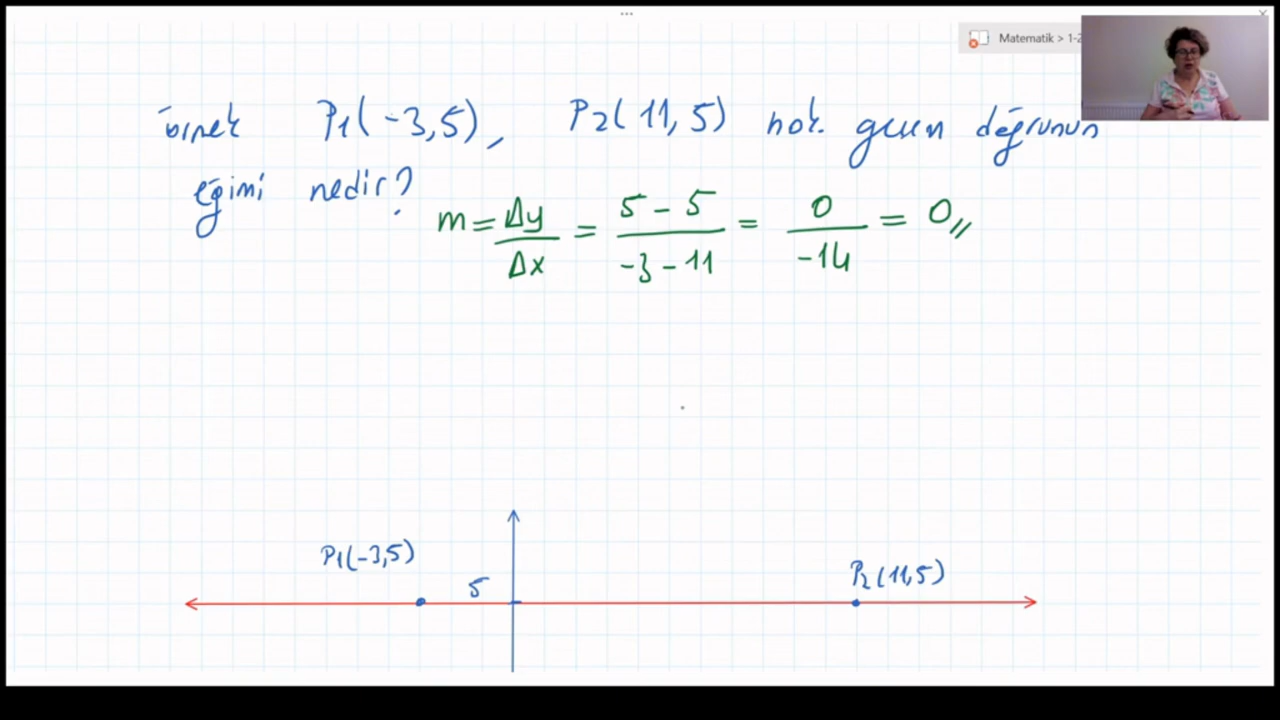 Matematik > 1-2
örnek P1(-3,5), P2(11,5) nok. geçen doğrunun
eğimi nedir?
m = Δy/Δx = 5 - 5/-3 - 11 = 0/-14 = 0,,
P1(-3,5)
P2(11,5)
5